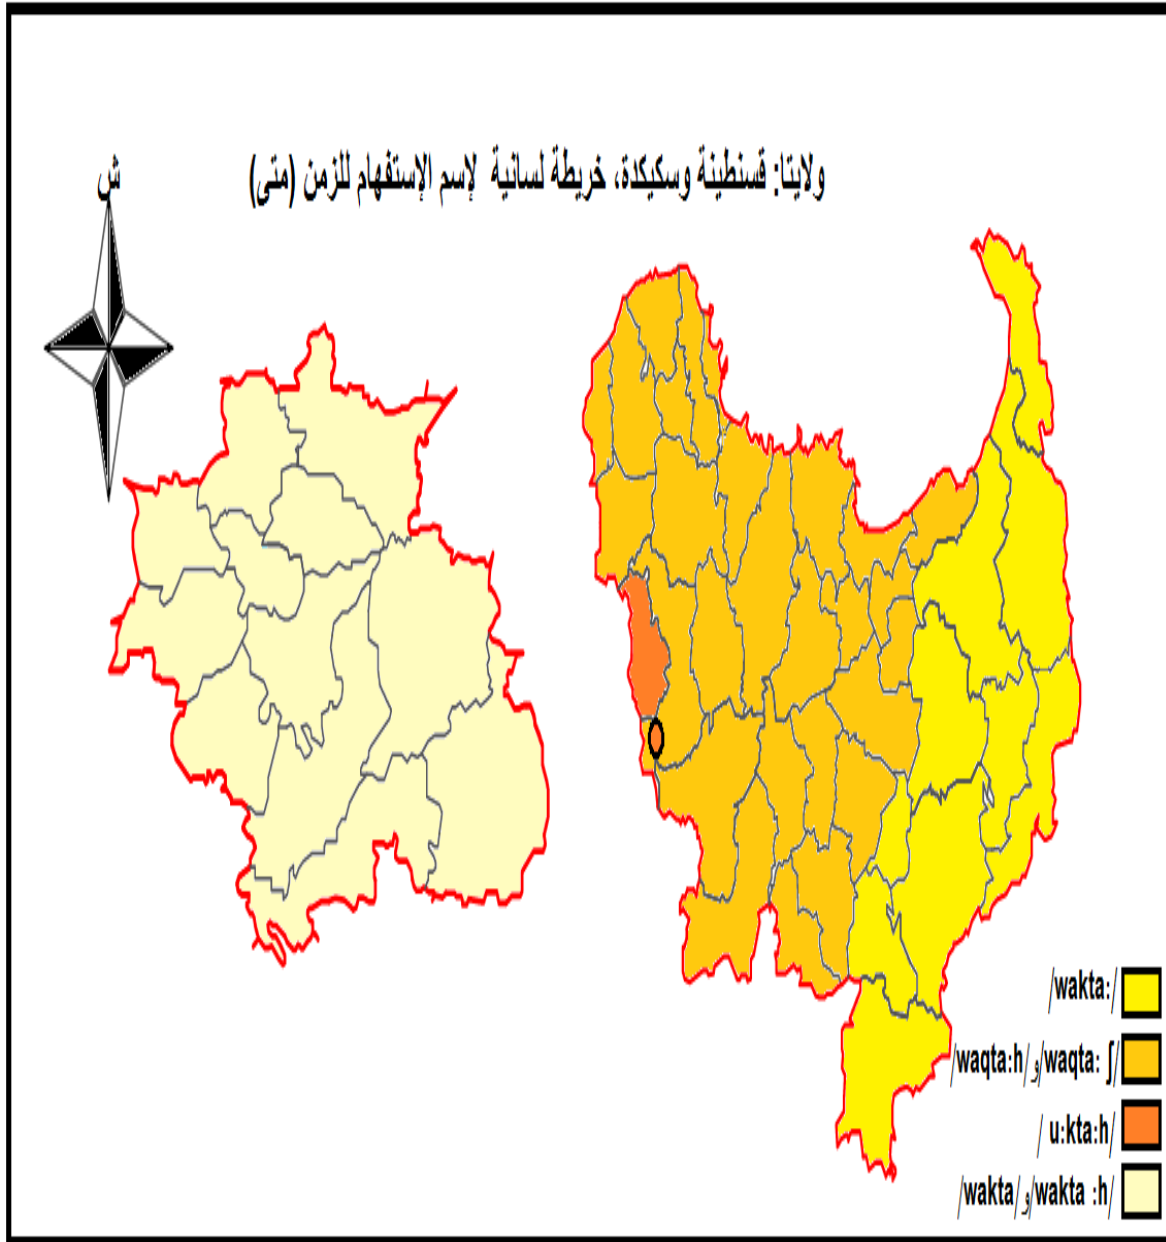 ولايتا: قسنطينة وسكيكدة، خريطة لسانية لإسم الإستفهام للزمن (متى)
ش
/wakta:/
/waqta:h/ و /waqta: ʃ/
/ u:kta:h/
/wakta/ و /wakta :h/